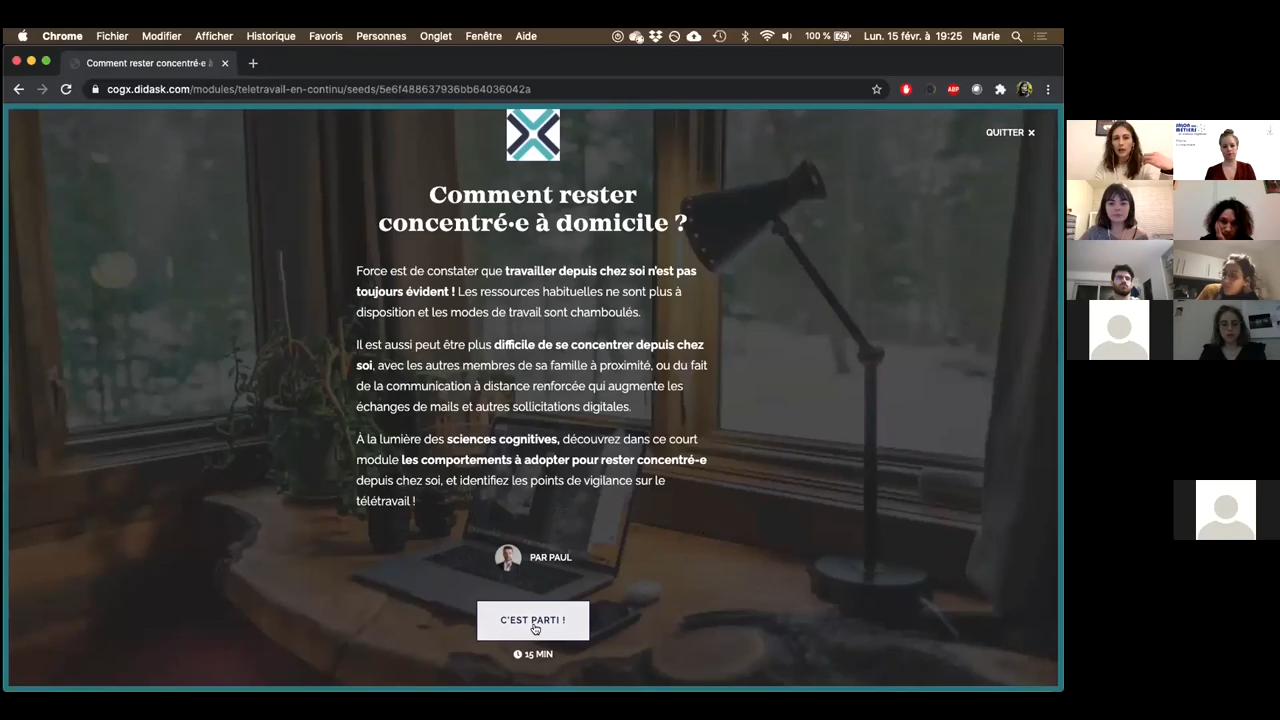 Chrome Fichier Modifier Afficher Historique Favoris Personnes Onglet Fenêtre Aide 100 % Lun. 15 févr. à 19:25 Marie
Comment rester concentré·e à
cogx.didask.com/modules/teletravail-en-continu/seeds/5e6f488637936bb64036042a
ABP
QUITTER ×
Comment rester
concentré·e à domicile ?
Force est de constater que travailler depuis chez soi n'est pas
toujours évident ! Les ressources habituelles ne sont plus à
disposition et les modes de travail sont chamboulés.
Il est aussi peut être plus difficile de se concentrer depuis chez
soi, avec les autres membres de sa famille à proximité, ou du fait
de la communication à distance renforcée qui augmente les
échanges de mails et autres sollicitations digitales.
À la lumière des sciences cognitives, découvrez dans ce court
module les comportements à adopter pour rester concentré-e
depuis chez soi, et identifiez les points de vigilance sur le
télétravail !
PAR PAUL
C'EST PARTI !
15 MIN
SALON DES
MÉTIERS